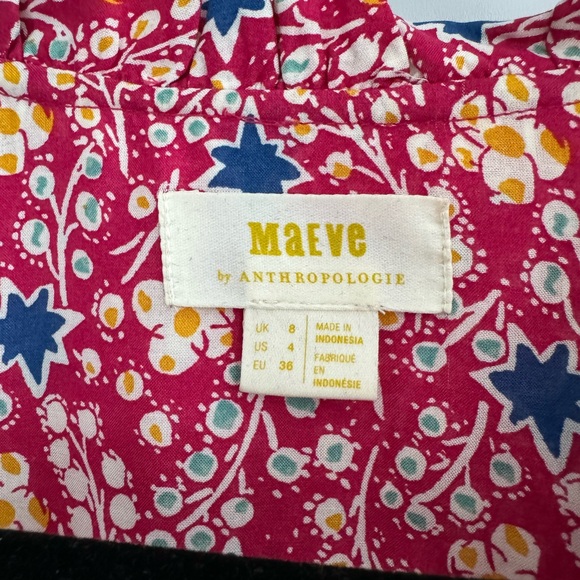 MaEVe
by ANTHROPOLOGIE
UK 8
US 4
EU 36
MADE IN
INDONESIA
FABRIQUÉ
EN
INDONÉSIE